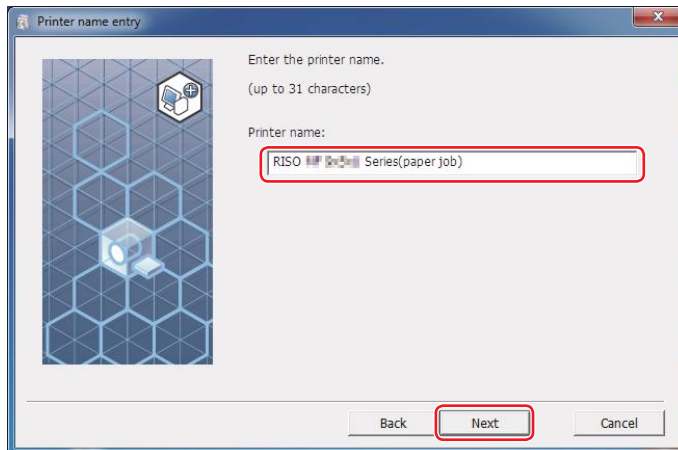 Printer name entry
Enter the printer name.
(up to 31 characters)
Printer name:
RISO Series(paper job)
Back Next Cancel